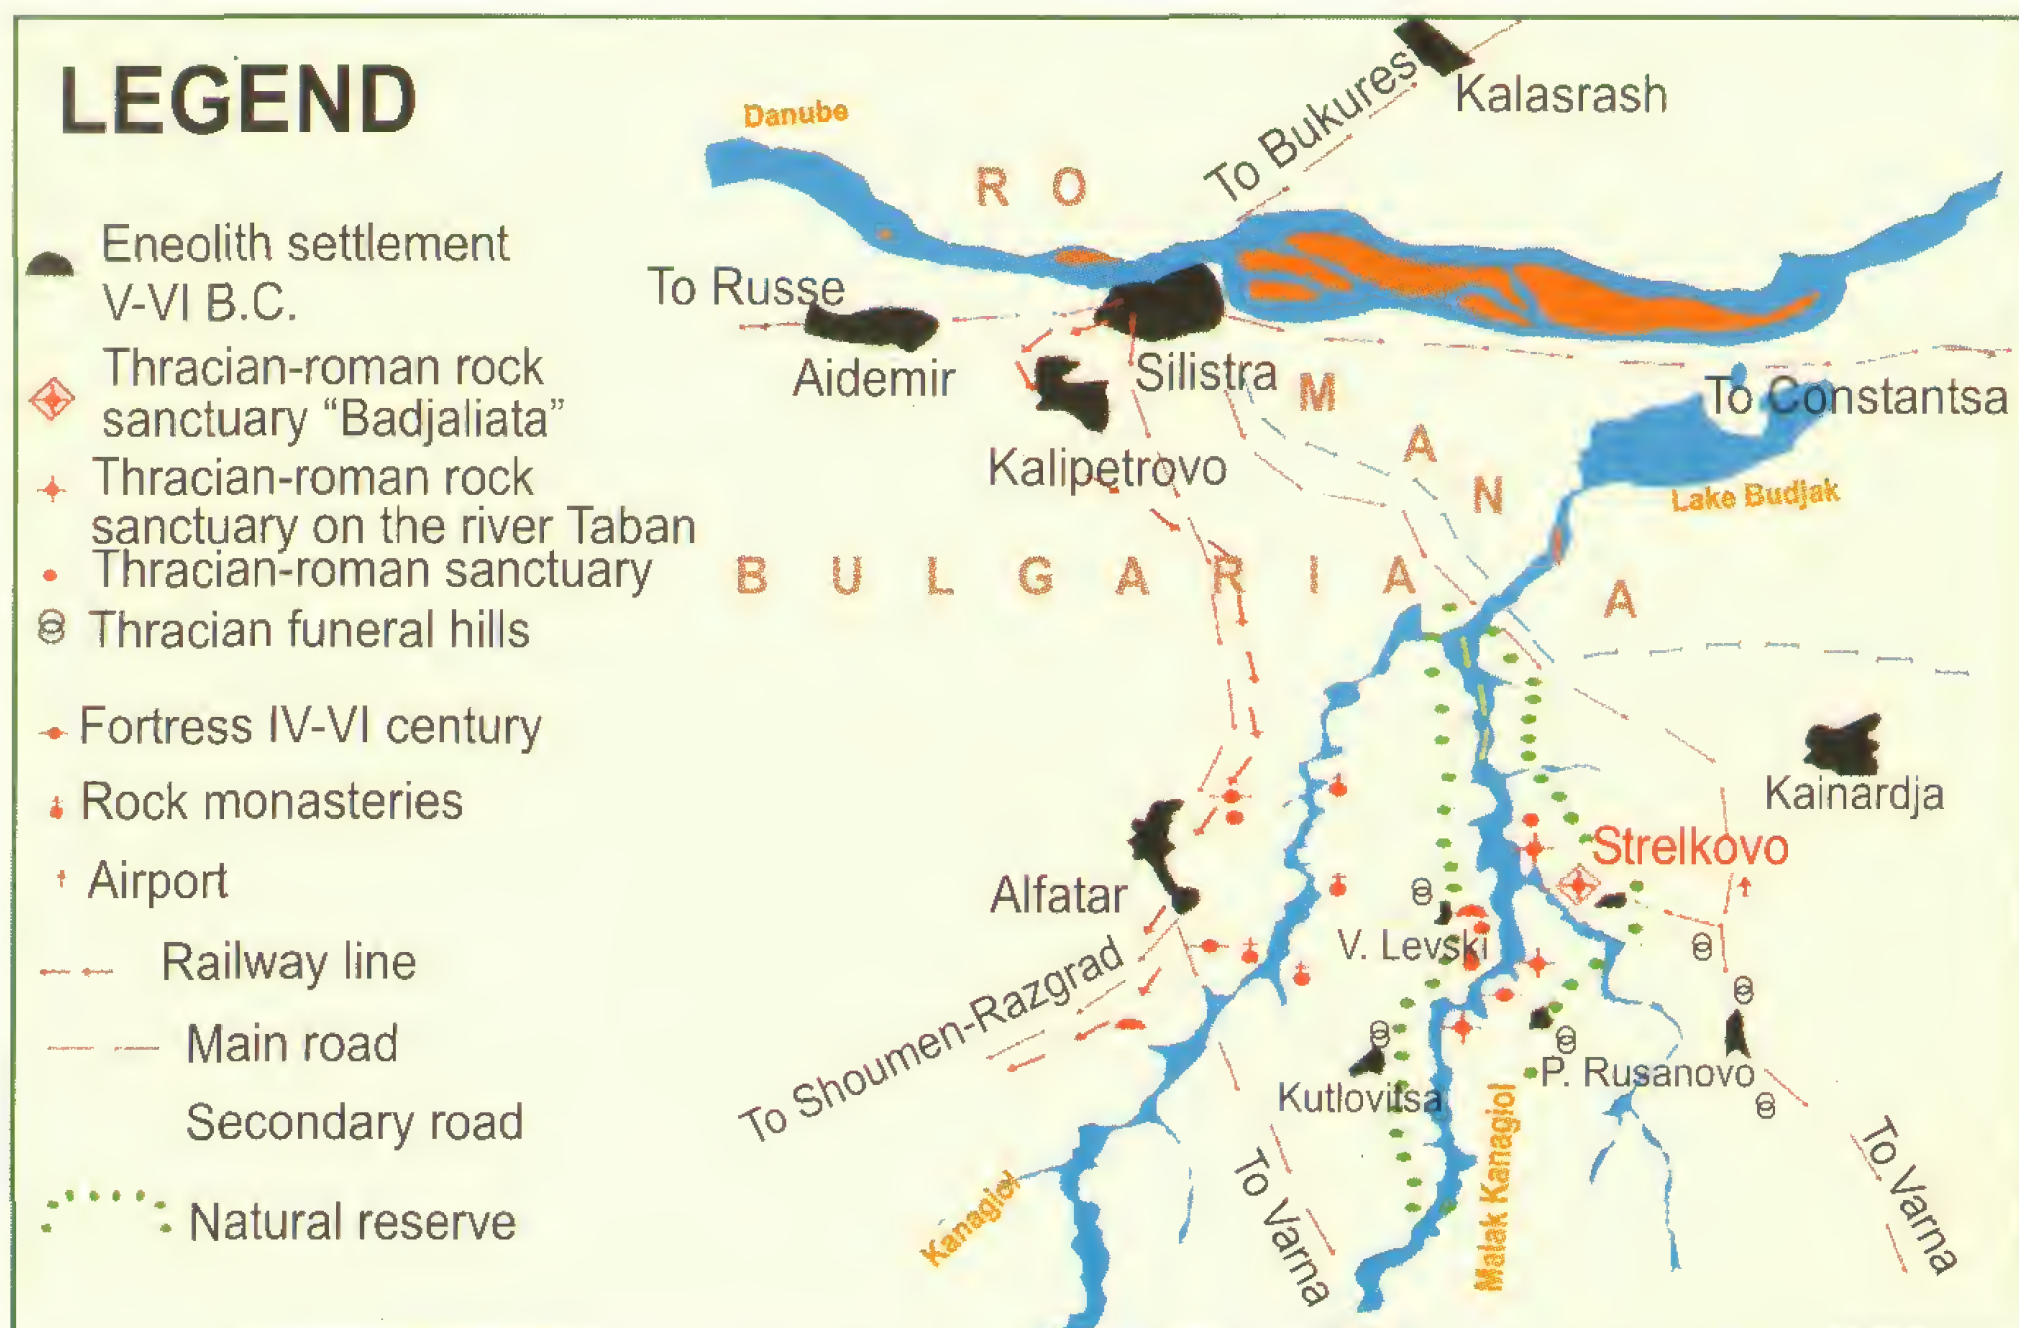 LEGEND
Eneolith settlement
V-VI B.C.
Thracian-roman rock
sanctuary “Badjaliata”
Thracian-roman rock
sanctuary on the river Taban
Thracian-roman sanctuary
Thracian funeral hills
Fortress IV-VI century
Rock monasteries
Airport
Railway line
Main road
Secondary road
Natural reserve
Danube
To Bukurest
Kalasrash
R O M A N A
To Russe
Aidemir
Silistra
To Constantsa
Kalipetrovo
Lake Budjak
B U L G A R I A
Kainardja
Strelkovo
Alfatar
V. Levski
To Shoumen-Razgrad
Kutlovitsa
P. Rusanovo
Kanagiol
To Varna
Malak Kanagiol
To Varna